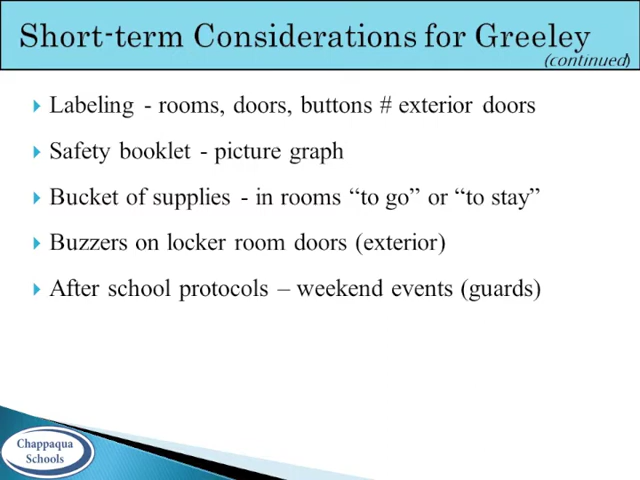 Short-term Considerations for Greeley
(continued)
Labeling - rooms, doors, buttons # exterior doors
Safety booklet - picture graph
Bucket of supplies - in rooms “to go” or “to stay”
Buzzers on locker room doors (exterior)
After school protocols – weekend events (guards)
Chappaqua
Schools